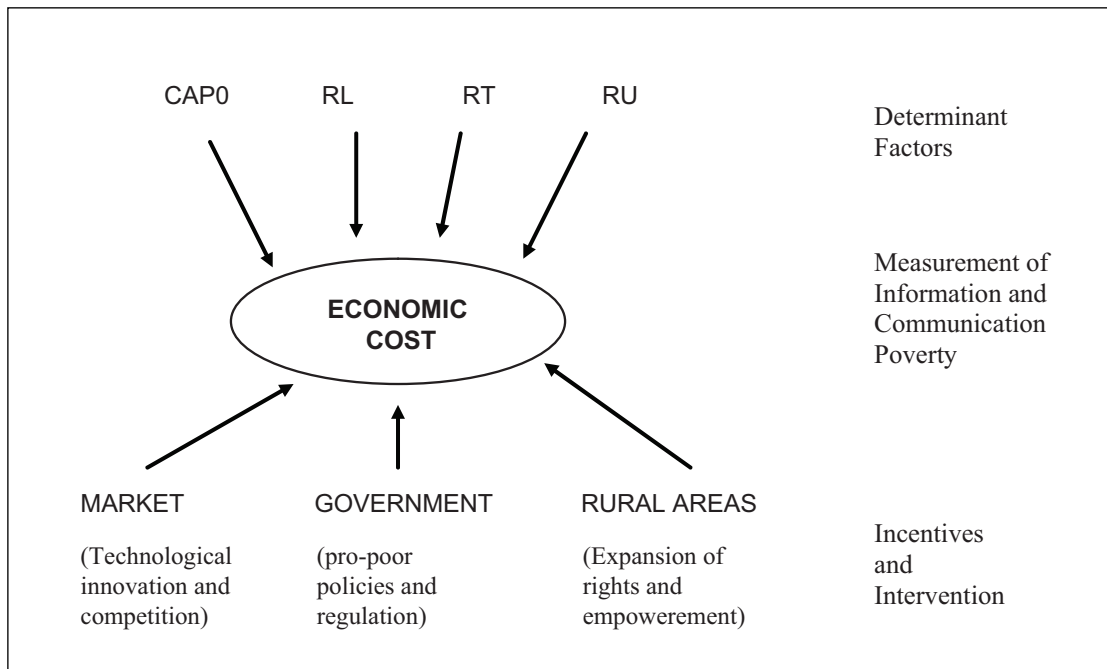 CAP0 RL RT RU
Determinant
Factors
ECONOMIC
COST
Measurement of
Information and
Communication
Poverty
MARKET GOVERNMENT RURAL AREAS
(Technological
innovation and
competition)
(pro-poor
policies and
regulation)
(Expansion of
rights and
empowerement)
Incentives
and
Intervention